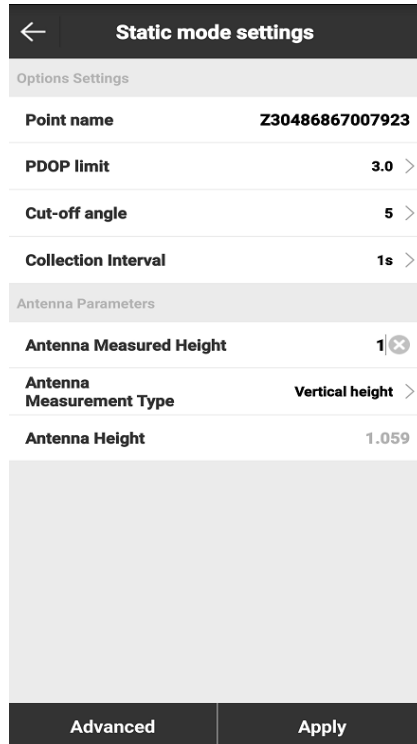 Static mode settings
Options Settings
Point name Z30486867007923
PDOP limit 3.0
Cut-off angle 5
Collection Interval 1s
Antenna Parameters
Antenna Measured Height 1
Antenna
Measurement Type Vertical height
Antenna Height 1.059
Advanced Apply